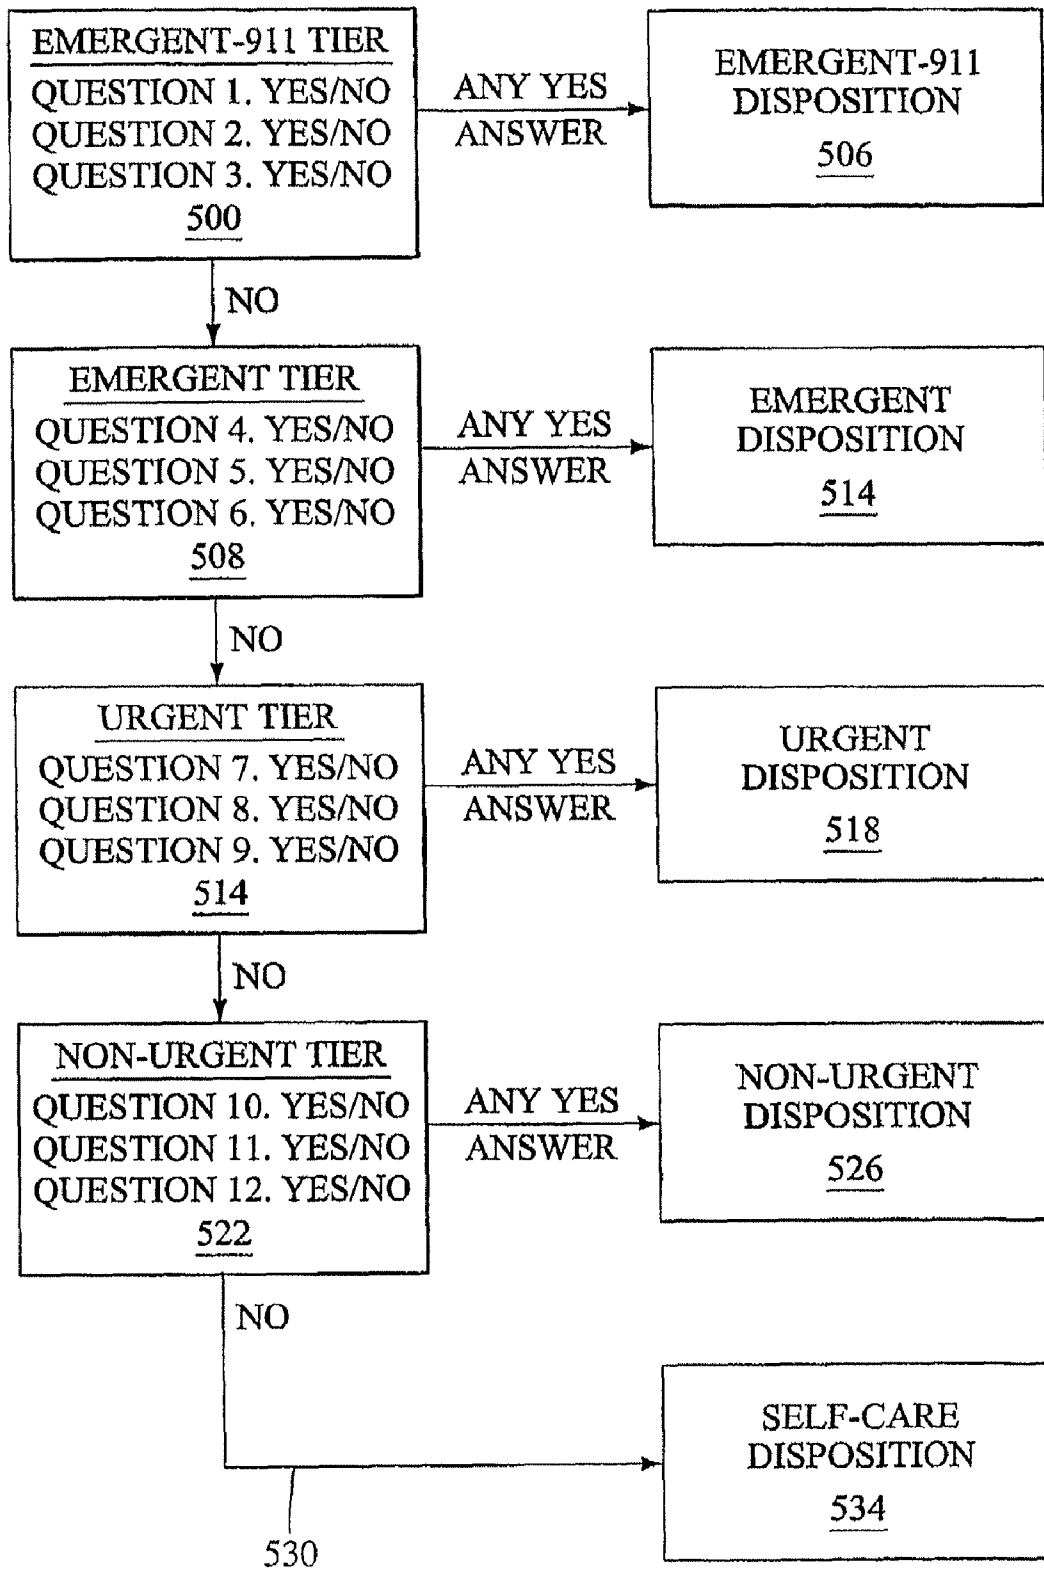 EMERGENT-911 TIER
QUESTION 1. YES/NO
QUESTION 2. YES/NO
QUESTION 3. YES/NO
500
ANY YES
ANSWER
EMERGENT-911
DISPOSITION
506
NO
EMERGENT TIER
QUESTION 4. YES/NO
QUESTION 5. YES/NO
QUESTION 6. YES/NO
508
ANY YES
ANSWER
EMERGENT
DISPOSITION
514
NO
URGENT TIER
QUESTION 7. YES/NO
QUESTION 8. YES/NO
QUESTION 9. YES/NO
514
ANY YES
ANSWER
URGENT
DISPOSITION
518
NO
NON-URGENT TIER
QUESTION 10. YES/NO
QUESTION 11. YES/NO
QUESTION 12. YES/NO
522
ANY YES
ANSWER
NON-URGENT
DISPOSITION
526
NO
SELF-CARE
DISPOSITION
534
530